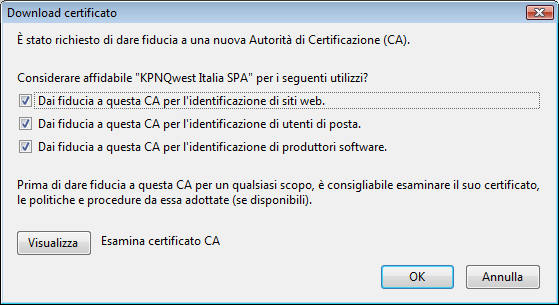 Download certificato
È stato richiesto di dare fiducia a una nuova Autorità di Certificazione (CA).
Considerare affidabile "KPNQwest Italia SPA" per i seguenti utilizzi?
Dai fiducia a questa CA per l'identificazione di siti web.
Dai fiducia a questa CA per l'identificazione di utenti di posta.
Dai fiducia a questa CA per l'identificazione di produttori software.
Prima di dare fiducia a questa CA per un qualsiasi scopo, è consigliabile esaminare il suo certificato,
le politiche e procedure da essa adottate (se disponibili).
Visualizza Esamina certificato CA
OK Annulla